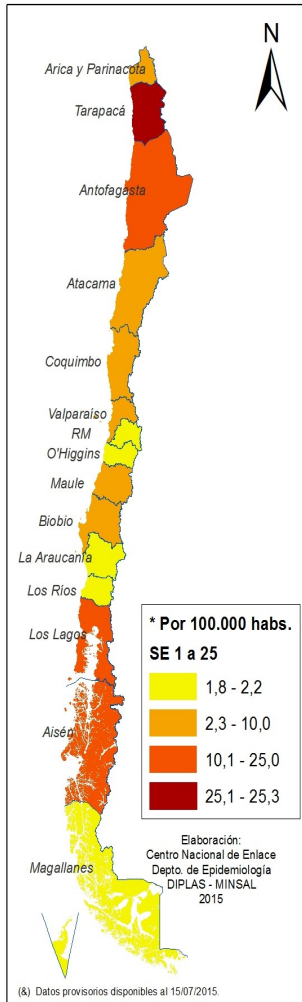 N
Arica y Parinacota
Tarapacá
Antofagasta
Atacama
Coquimbo
Valparaíso
RM
O'Higgins
Maule
Biobio
La Araucanía
Los Ríos
Los Lagos
Aisén
Magallanes
* Por 100.000 habs.
SE 1 a 25
1,8 - 2,2
2,3 - 10,0
10,1 - 25,0
25,1 - 25,3
Elaboración:
Centro Nacional de Enlace
Depto. de Epidemiología
DIPLAS - MINSAL
2015
(&) Datos provisorios disponibles al 15/07/2015.